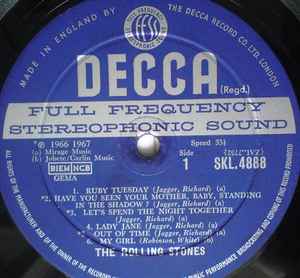 MADE IN ENGLAND BY THE DECCA RECORD CO. LTD. LONDON
FULL FREQUENCY
STEREOPHONIC SOUND
DECCA
(Regd.)
FULL FREQUENCY
STEREOPHONIC SOUND
℗ 1966 1967
Speed 33⅓
(a) Mirage Music
(b) Jobete/Carlin Music
BIEM NCB
GEMA
Side
1
SKL.4888
1. RUBY TUESDAY (Jagger, Richard) (a)
2. HAVE YOU SEEN YOUR MOTHER, BABY, STANDING
IN THE SHADOW ? (Jagger, Richard) (a)
3. LET'S SPEND THE NIGHT TOGETHER
(Jagger, Richard) (a)
4. LADY JANE (Jagger, Richard) (a)
5. OUT OF TIME (Jagger, Richard) (a)
6. MY GIRL (Robinson, White) (b)
THE ROLLING STONES